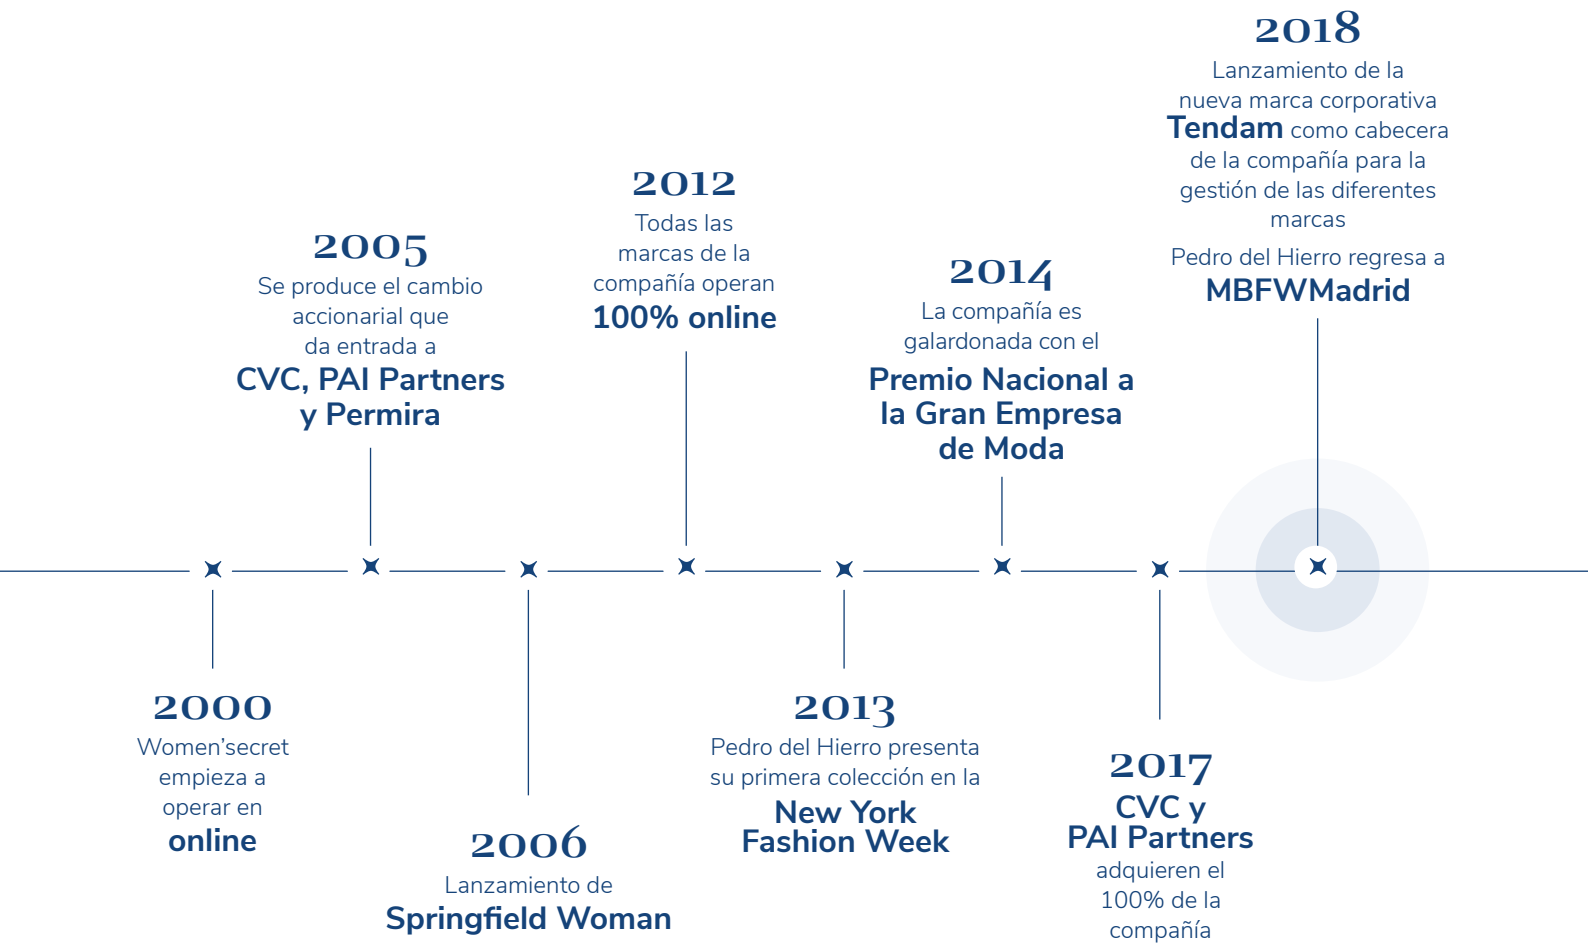 2000
Women’secret
empieza a
operar en
online
2005
Se produce el cambio
accionarial que
da entrada a
CVC, PAI Partners
y Permira
2006
Lanzamiento de
Springfield Woman
2012
Todas las
marcas de la
compañía operan
100% online
2013
Pedro del Hierro presenta
su primera colección en la
New York
Fashion Week
2014
La compañía es
galardonada con el
Premio Nacional a
la Gran Empresa
de Moda
2017
CVC y
PAI Partners
adquieren el
100% de la
compañía
2018
Lanzamiento de la
nueva marca corporativa
Tendam como cabecera
de la compañía para la
gestión de las diferentes
marcas
Pedro del Hierro regresa a
MBFWMadrid